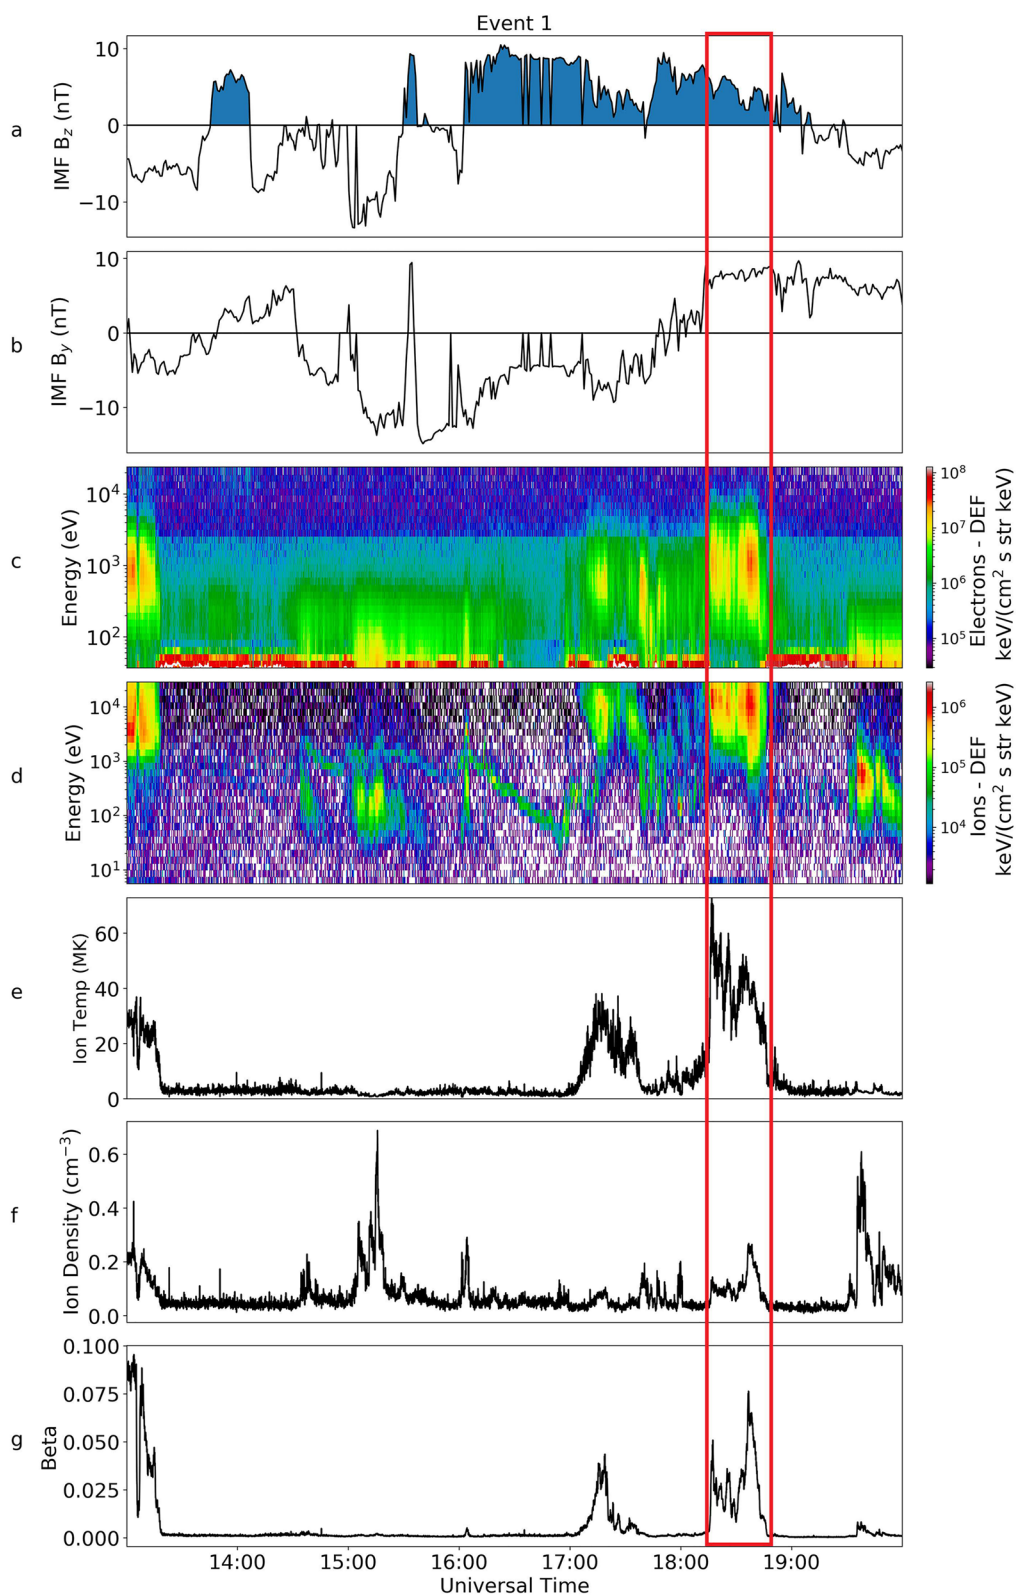 Event 1
a
IMF B_z (nT)
10
0
−10
b
IMF B_y (nT)
10
0
−10
c
Energy (eV)
10^4
10^3
10^2
10^8
10^7
10^6
10^5
Electrons - DEF
keV/(cm^2 s str keV)
d
Energy (eV)
10^4
10^3
10^2
10^1
10^6
10^5
10^4
Ions - DEF
keV/(cm^2 s str keV)
e
Ion Temp (MK)
60
40
20
0
f
Ion Density (cm^−3)
0.6
0.4
0.2
0.0
g
Beta
0.100
0.075
0.050
0.025
0.000
14:00 15:00 16:00 17:00 18:00 19:00
Universal Time